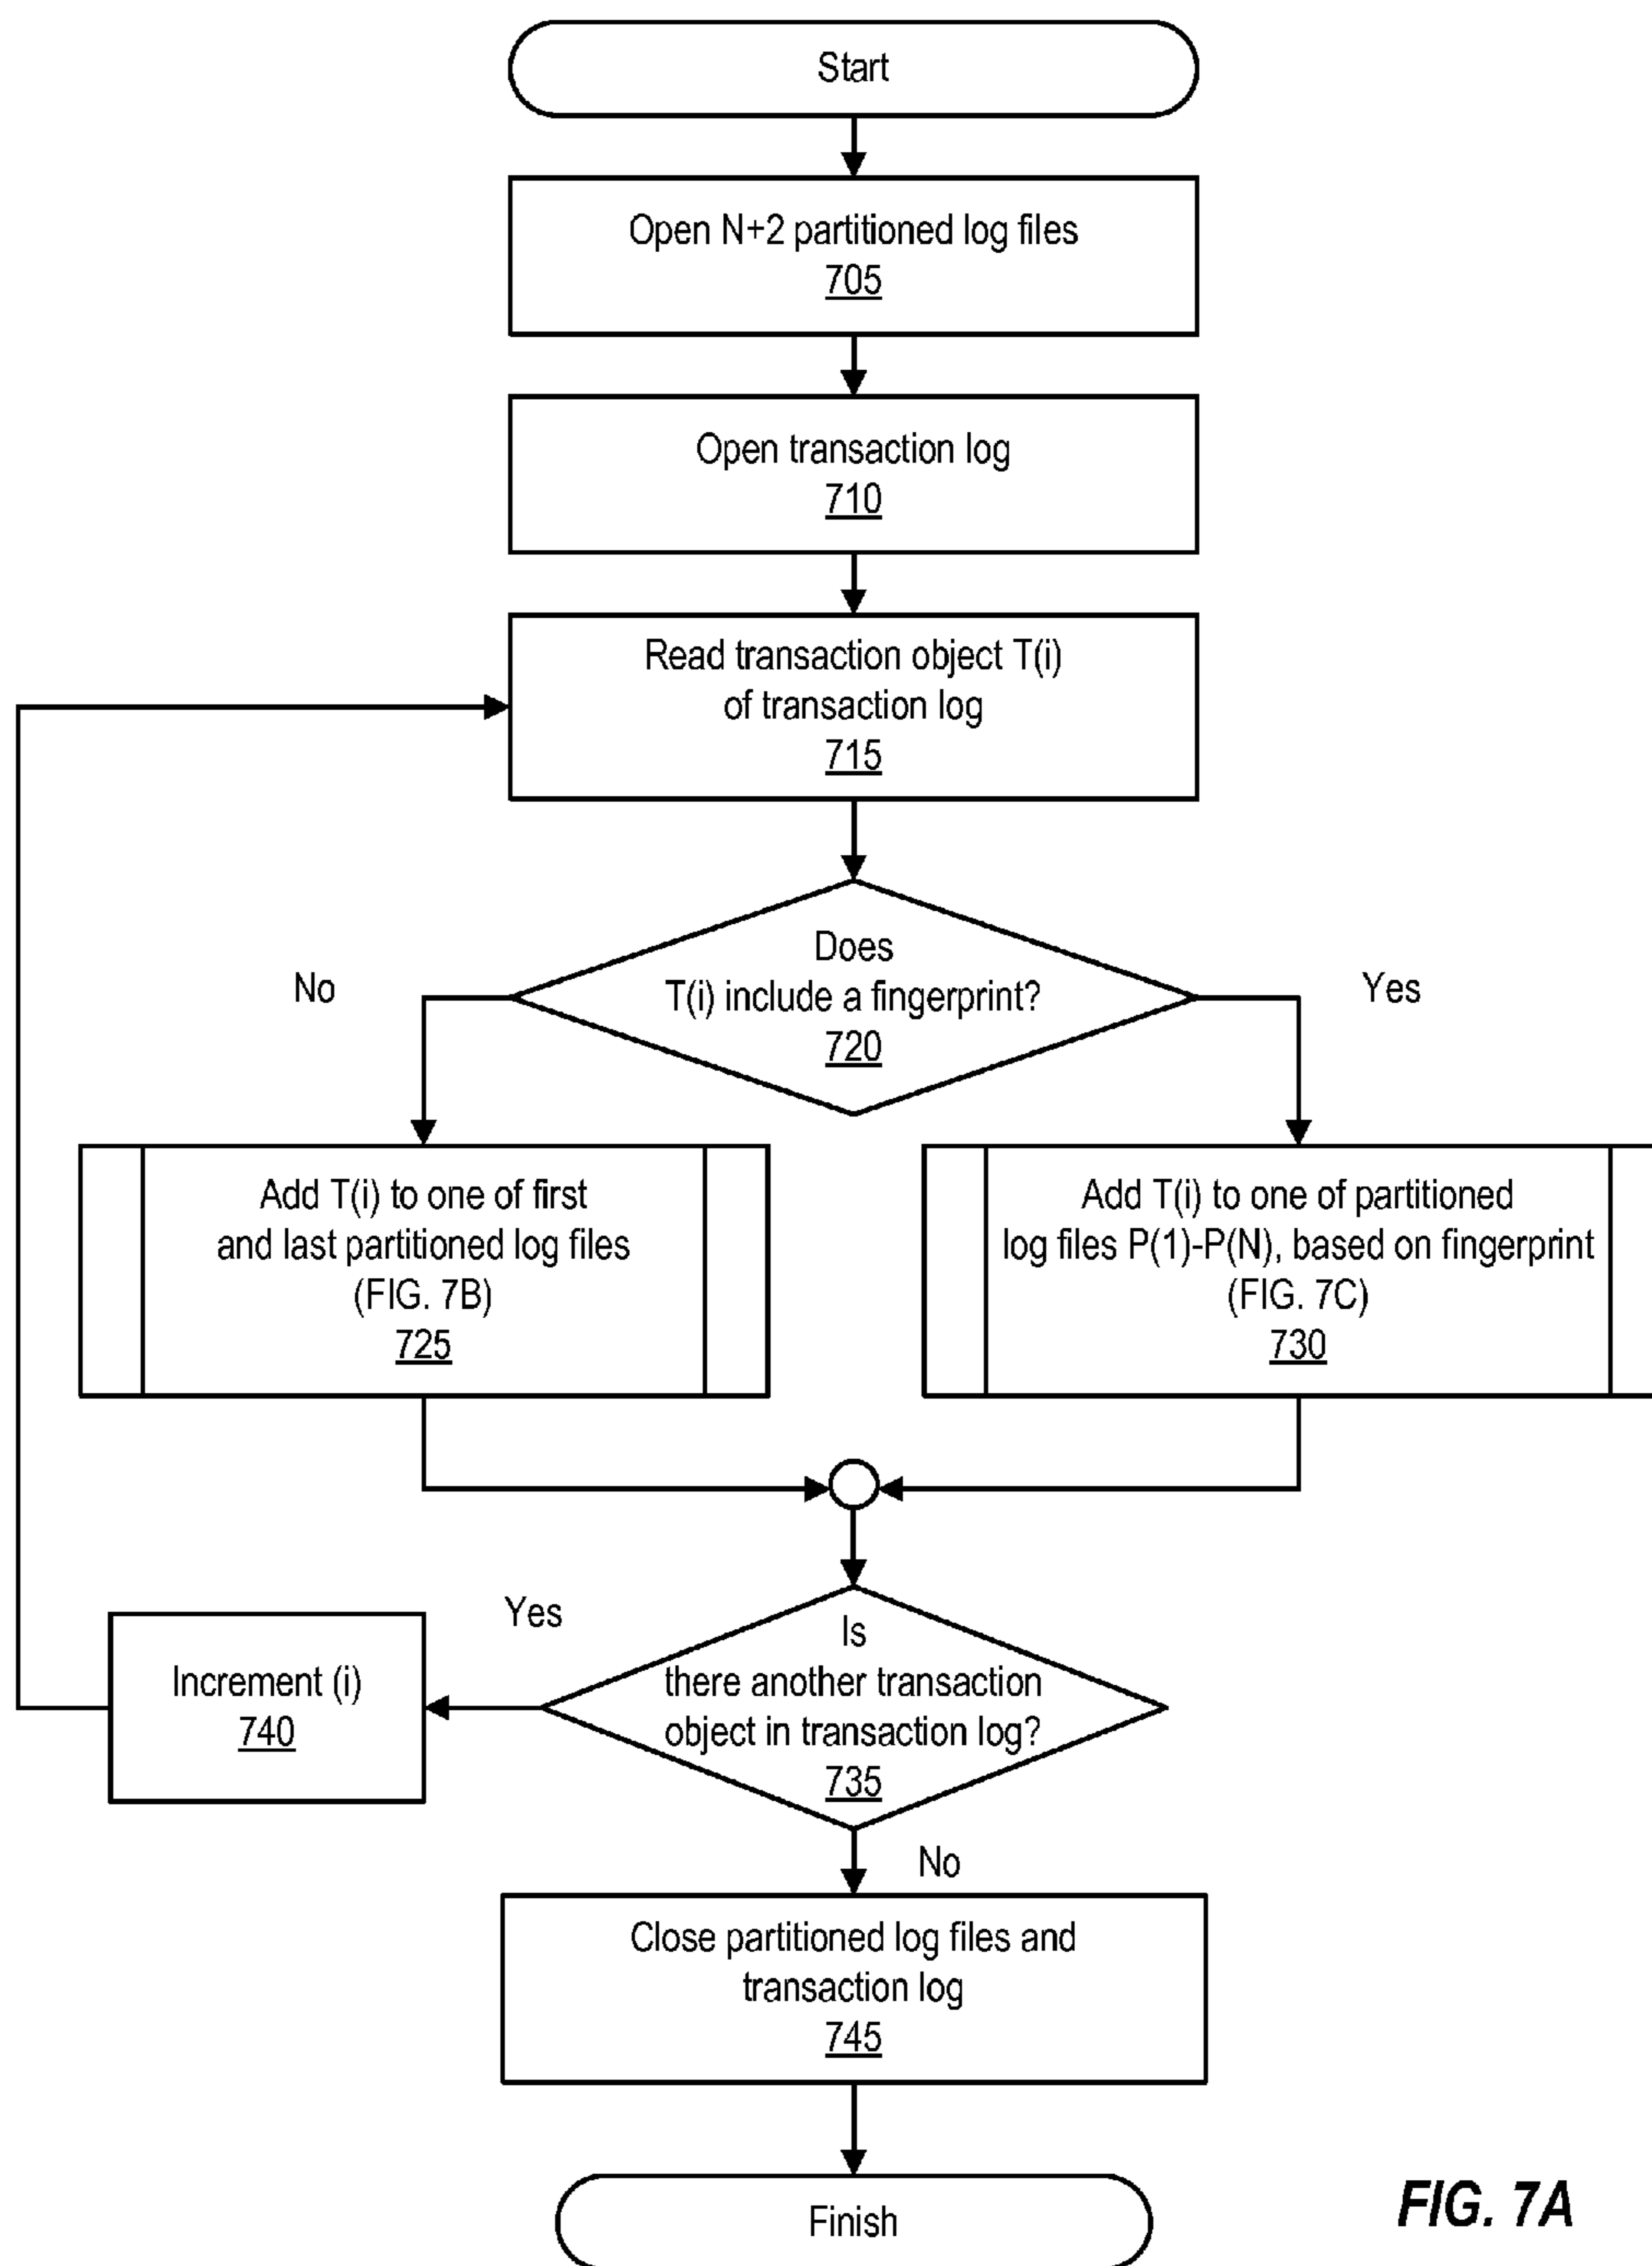 Start
Open N+2 partitioned log files
705
Open transaction log
710
Read transaction object T(i)
of transaction log
715
Does
T(i) include a fingerprint?
720
No
Yes
Add T(i) to one of first
and last partitioned log files
(FIG. 7B)
725
Add T(i) to one of partitioned
log files P(1)-P(N), based on fingerprint
(FIG. 7C)
730
Is
there another transaction
object in transaction log?
735
Yes
Increment (i)
740
No
Close partitioned log files and
transaction log
745
Finish
FIG. 7A